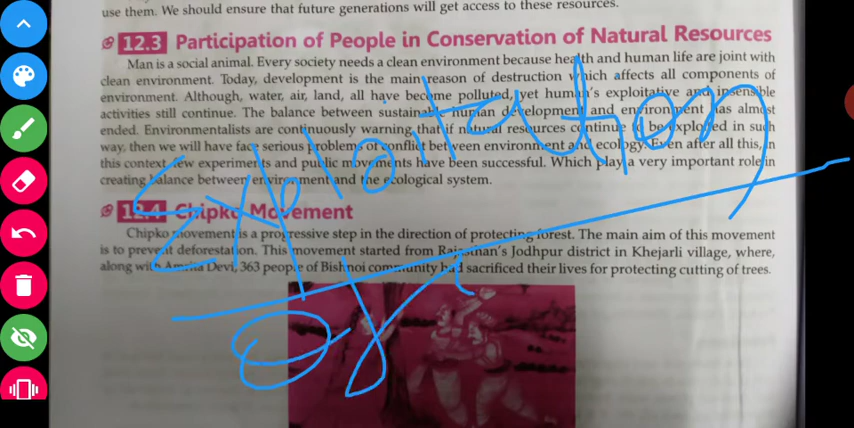 use them. We should ensure that future generations will get access to these resources.
12.3 Participation of People in Conservation of Natural Resources
Man is a social animal. Every society needs a clean environment because health and human life are joint with
clean environment. Today, development is the main reason of destruction which affects all components of
environment. Although, water, air, land, all have become polluted, yet human's exploitative and insensible
activities still continue. The balance between sustainable human development and environment has almost
ended. Environmentalists are continuously warning that if natural resources continue to be exploited in such
way, then we will have face serious problems of conflict between environment and ecology. Even after all this, in
this context few experiments and public movements have been successful. Which play a very important role in
creating balance between environment and the ecological system.
12.4 Chipko Movement
Chipko movement is a progressive step in the direction of protecting forest. The main aim of this movement
is to prevent deforestation. This movement started from Rajasthan's Jodhpur district in Khejarli village, where,
along with Amrita Devi, 363 people of Bishnoi community had sacrificed their lives for protecting cutting of trees.